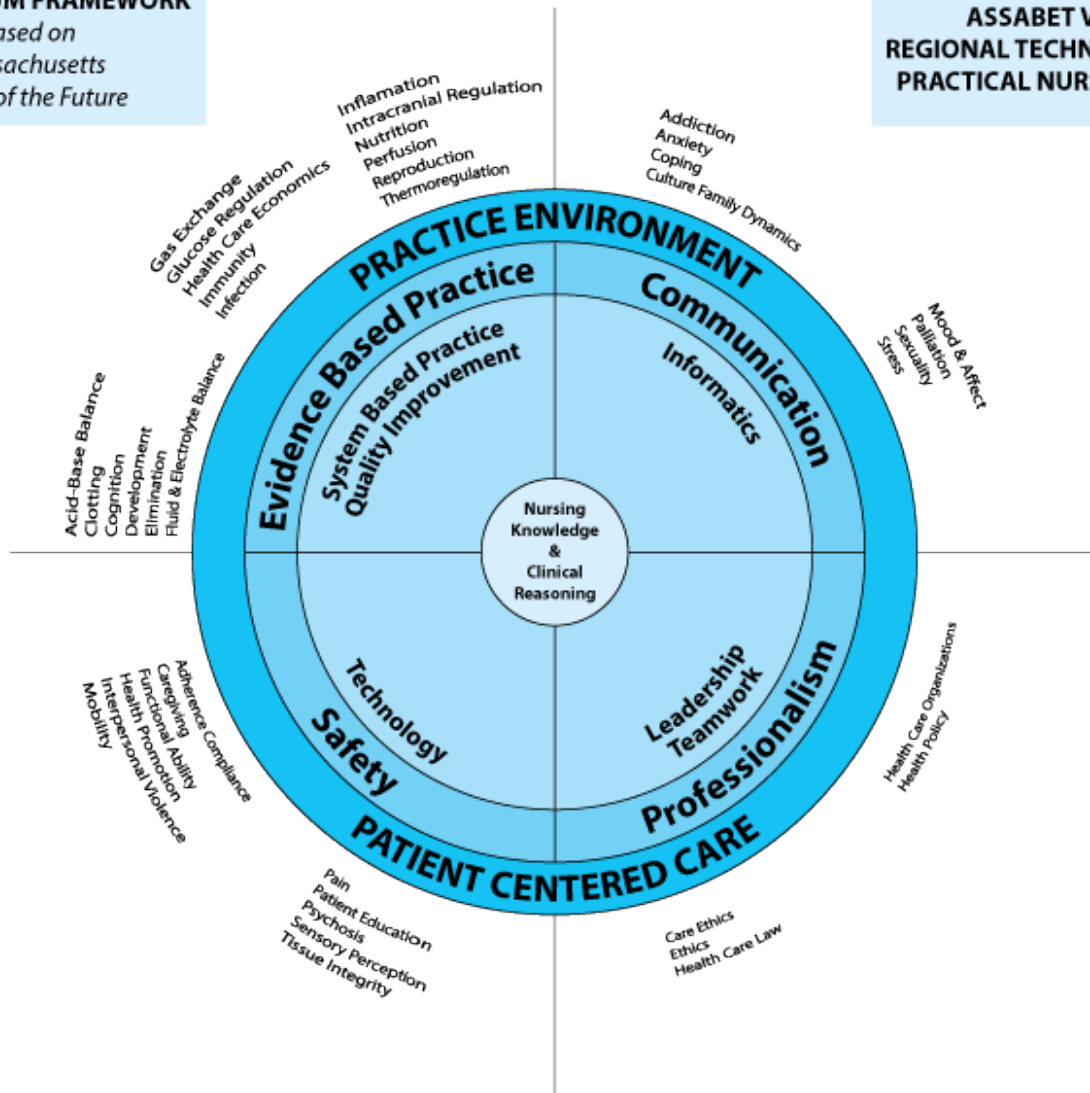 UM FRAMEWORK
ased on
sachusetts
of the Future
ASSABET V
REGIONAL TECHN
PRACTICAL NUR
Inflamation
Intracranial Regulation
Nutrition
Perfusion
Reproduction
Thermoregulation
Addiction
Anxiety
Coping
Culture Family Dynamics
Gas Exchange
Glucose Regulation
Health Care Economics
Immunity
Infection
Mood & Affect
Palliation
Sexuality
Stress
Acid-Base Balance
Clotting
Cognition
Development
Elimination
Fluid & Electrolyte Balance
PRACTICE ENVIRONMENT
Evidence Based Practice
System Based Practice
Quality Improvement
Communication
Informatics
Nursing
Knowledge
&
Clinical
Reasoning
Technology
Safety
Leadership
Teamwork
Professionalism
PATIENT CENTERED CARE
Adherence Compliance
Caregiving
Functional Ability
Health Promotion
Interpersonal Violence
Mobility
Health Care Organizations
Health Policy
Pain
Patient Education
Psychosis
Sensory Perception
Tissue Integrity
Care Ethics
Ethics
Health Care Law